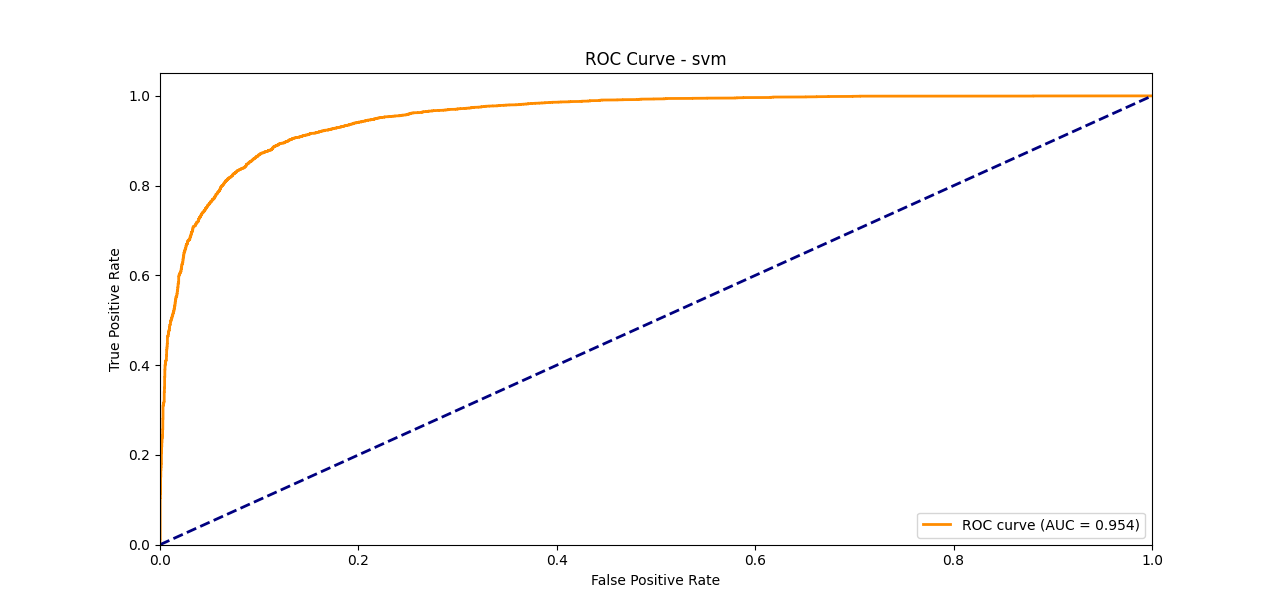 ROC Curve - svm
True Positive Rate
1.0
0.8
0.6
0.4
0.2
0.0
0.0 0.2 0.4 0.6 0.8 1.0
False Positive Rate
ROC curve (AUC = 0.954)